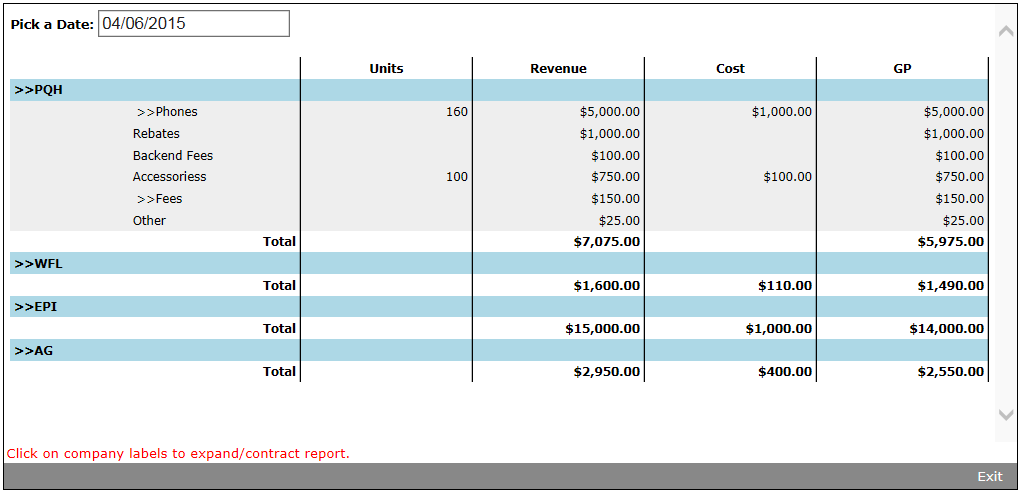 Pick a Date: 04/06/2015
Units Revenue Cost GP
>>PQH
>>Phones 160 $5,000.00 $1,000.00 $5,000.00
Rebates $1,000.00 $1,000.00
Backend Fees $100.00 $100.00
Accessoriess 100 $750.00 $100.00 $750.00
>>Fees $150.00 $150.00
Other $25.00 $25.00
Total $7,075.00 $5,975.00
>>WFL
Total $1,600.00 $110.00 $1,490.00
>>EPI
Total $15,000.00 $1,000.00 $14,000.00
>>AG
Total $2,950.00 $400.00 $2,550.00
Click on company labels to expand/contract report.
Exit